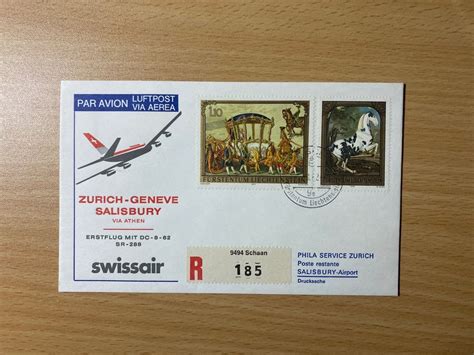 PAR AVION
LUFTPOST
VIA AEREA
ZURICH-GENEVE
SALISBURY
VIA ATHEN
ERSTFLUG MIT DC-8-62
SR-288
swissair
1.10
FÜRSTENTUM LIECHTENSTEIN
R
9494 Schaan
185
PHILA SERVICE ZURICH
Poste restante
SALISBURY-Airport
Drucksache